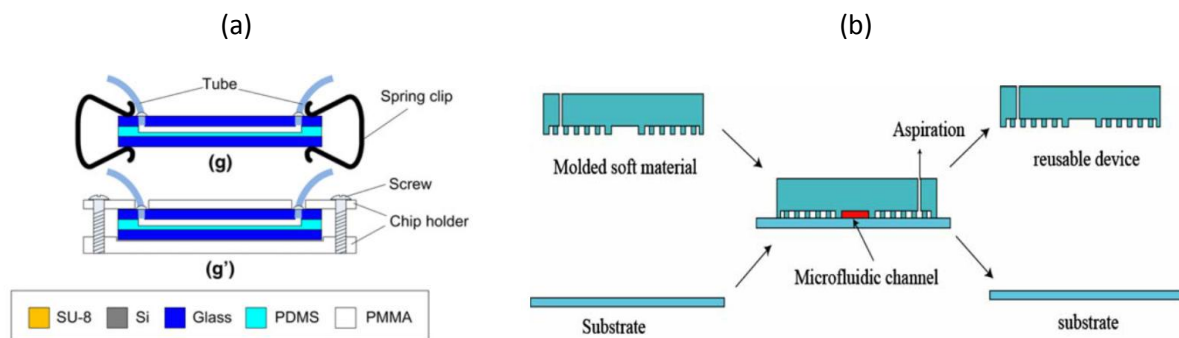 (a)
Tube
Spring clip
(g)
Screw
Chip holder
(g')
SU-8 Si Glass PDMS PMMA
(b)
Molded soft material
Aspiration
reusable device
Microfluidic channel
Substrate
substrate